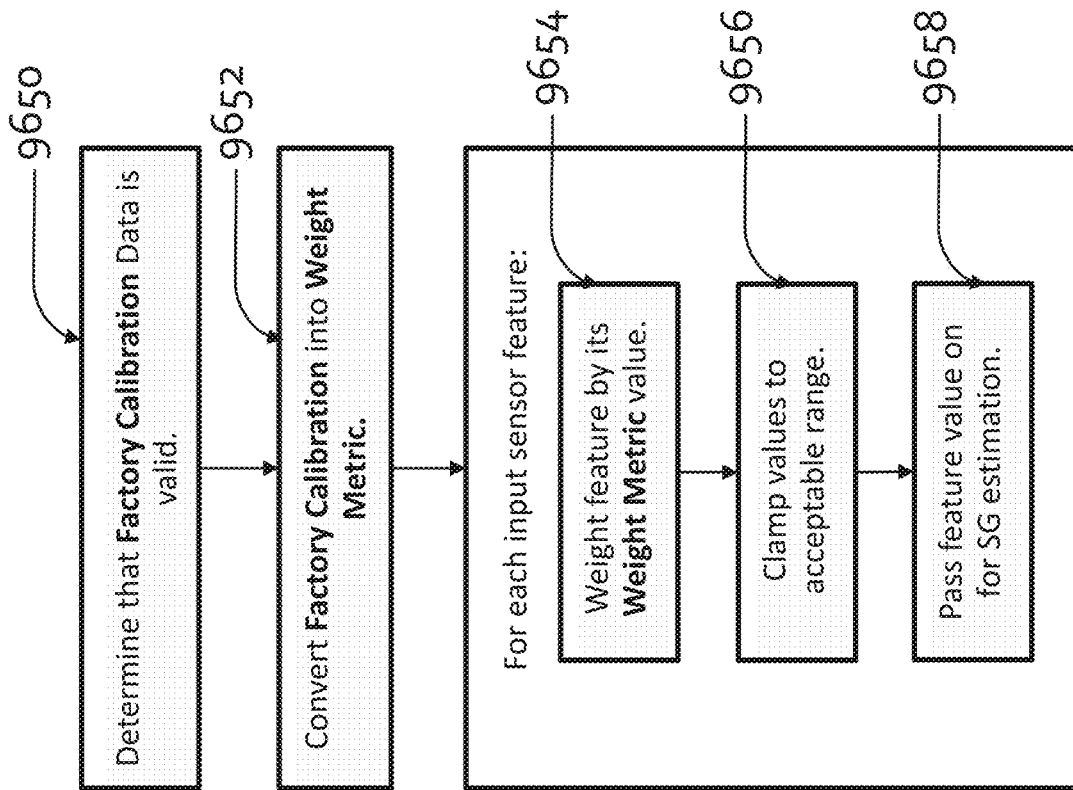 9650
Determine that Factory Calibration Data is
valid.
9652
Convert Factory Calibration into Weight
Metric.
For each input sensor feature:
9654
Weight feature by its
Weight Metric value.
9656
Clamp values to
acceptable range.
9658
Pass feature value on
for SG estimation.